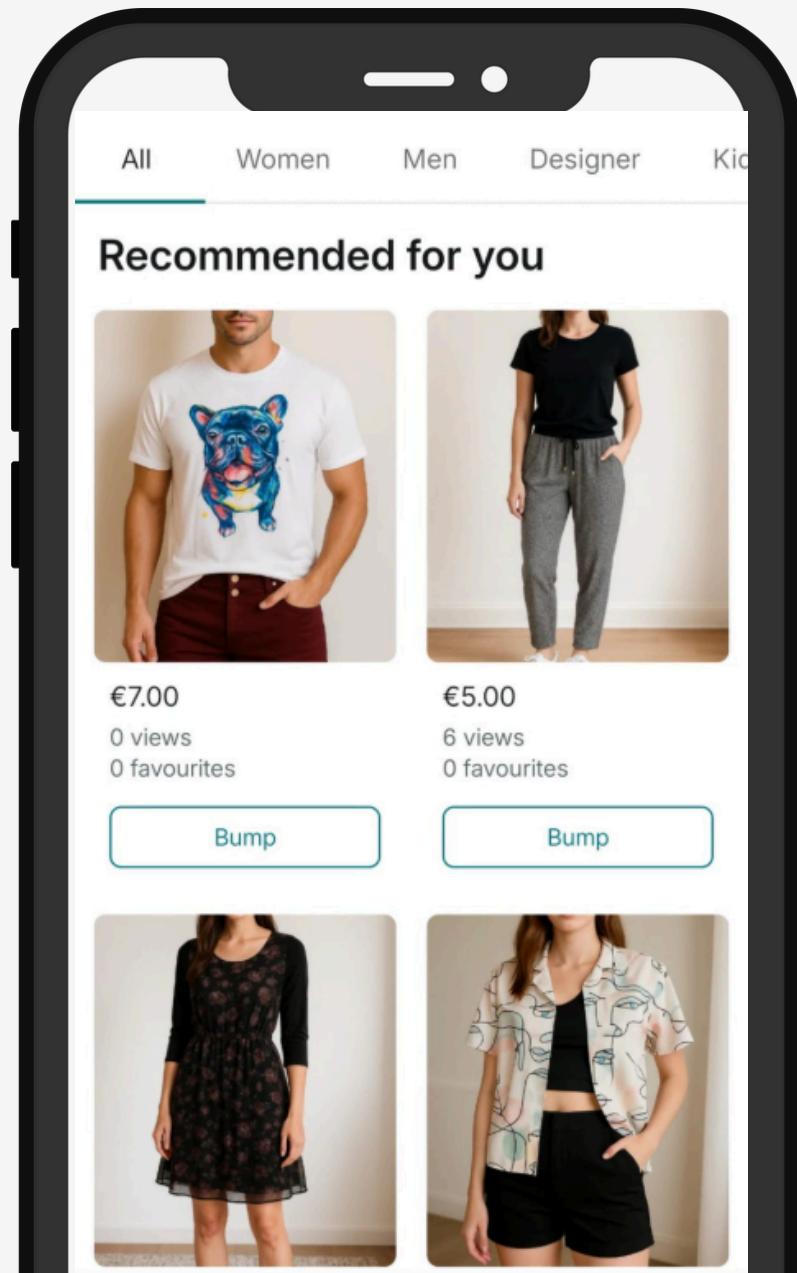 All Women Men Designer Kid
Recommended for you
€7.00 €5.00
0 views 6 views
0 favourites 0 favourites
Bump Bump